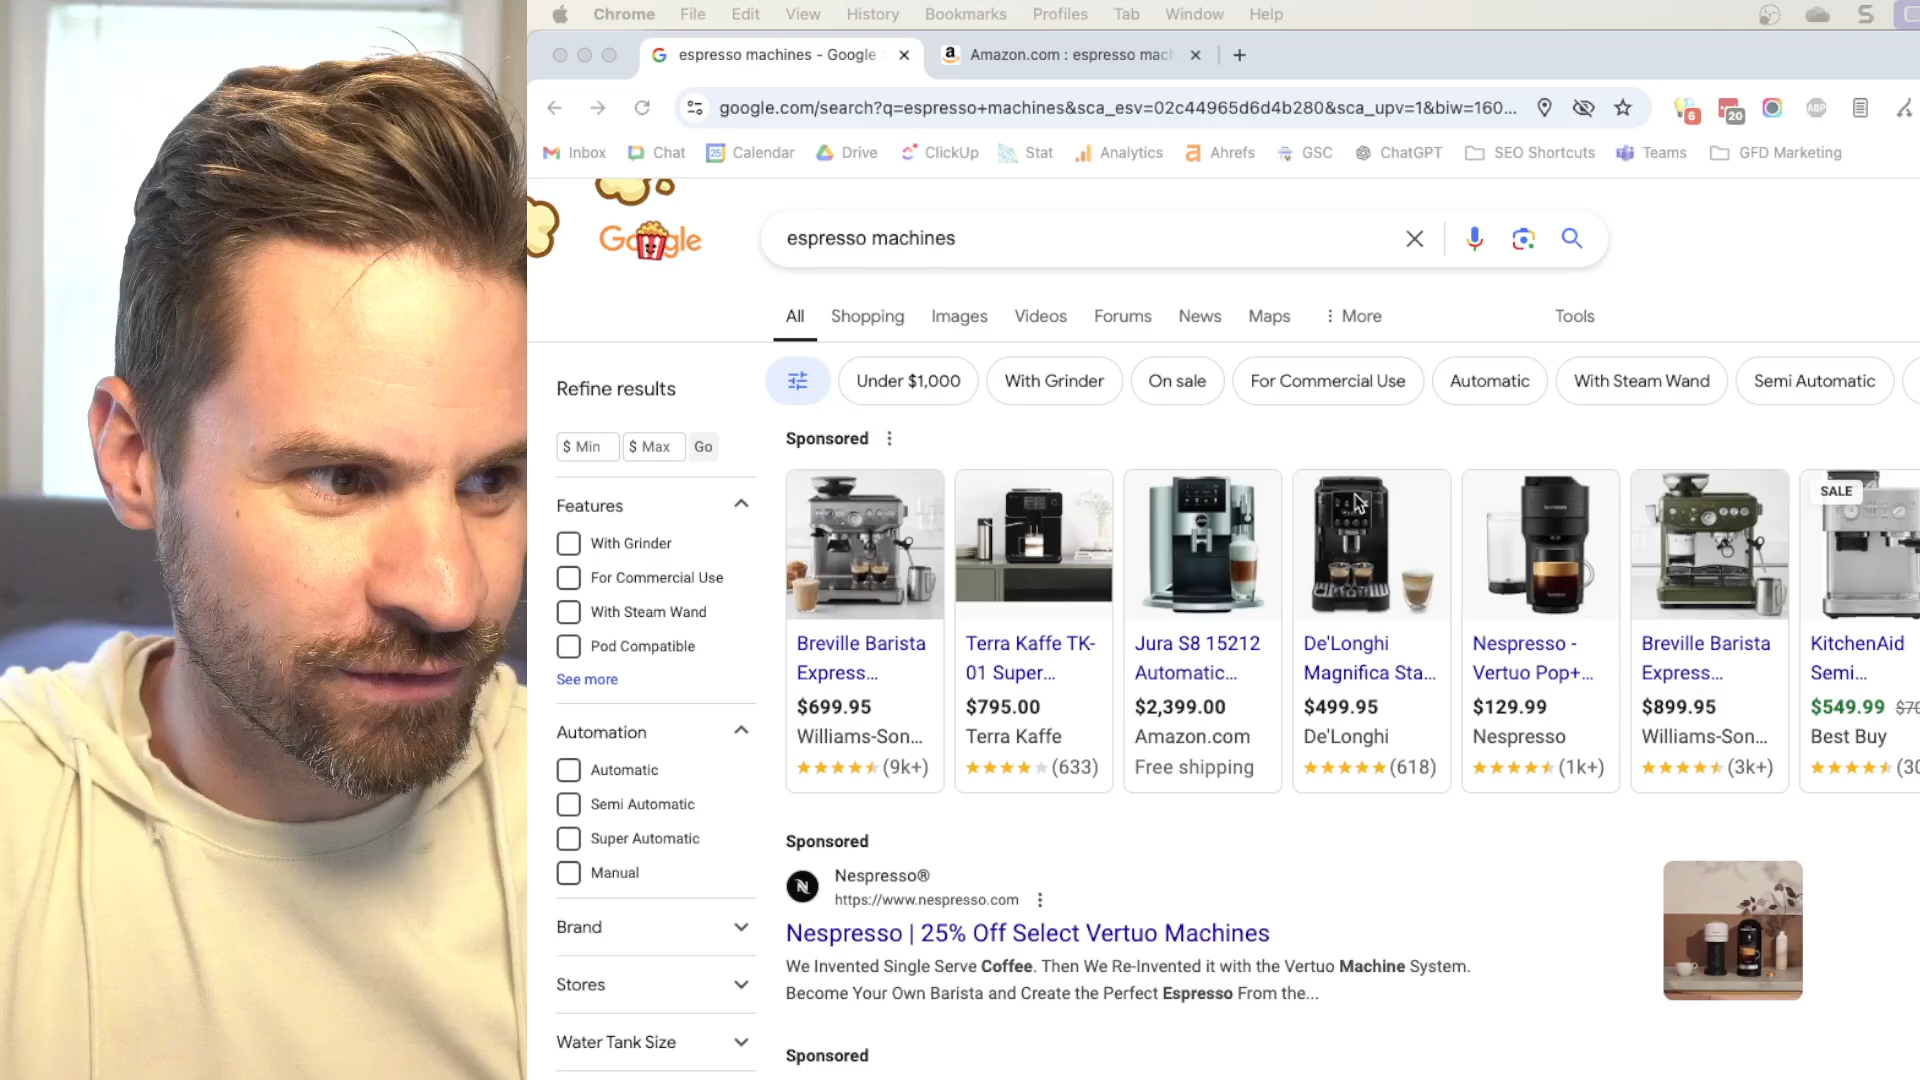 Chrome File Edit View History Bookmarks Profiles Tab Window Help
espresso machines - Google
Amazon.com : espresso mach
google.com/search?q=espresso+machines&sca_esv=02c44965d6d4b280&sca_upv=1&biw=160...
6
20
ABP
Inbox Chat Calendar Drive ClickUp Stat Analytics Ahrefs GSC ChatGPT SEO Shortcuts Teams GFD Marketing
Google
espresso machines
All Shopping Images Videos Forums News Maps More Tools
Under $1,000 With Grinder On sale For Commercial Use Automatic With Steam Wand Semi Automatic
Refine results
$ Min $ Max Go
Features
With Grinder
For Commercial Use
With Steam Wand
Pod Compatible
See more
Automation
Automatic
Semi Automatic
Super Automatic
Manual
Brand
Stores
Water Tank Size
Sponsored
Breville Barista
Express...
$699.95
Williams-Son...
(9k+)
Terra Kaffe TK-
01 Super...
$795.00
Terra Kaffe
(633)
Jura S8 15212
Automatic...
$2,399.00
Amazon.com
Free shipping
De'Longhi
Magnifica Sta...
$499.95
De'Longhi
(618)
Nespresso -
Vertuo Pop+...
$129.99
Nespresso
(1k+)
Breville Barista
Express...
$899.95
Williams-Son...
(3k+)
SALE
KitchenAid
Semi...
$549.99 $70
Best Buy
(30
Sponsored
Nespresso®
https://www.nespresso.com
Nespresso | 25% Off Select Vertuo Machines
We Invented Single Serve Coffee. Then We Re-Invented it with the Vertuo Machine System.
Become Your Own Barista and Create the Perfect Espresso From the...
Sponsored